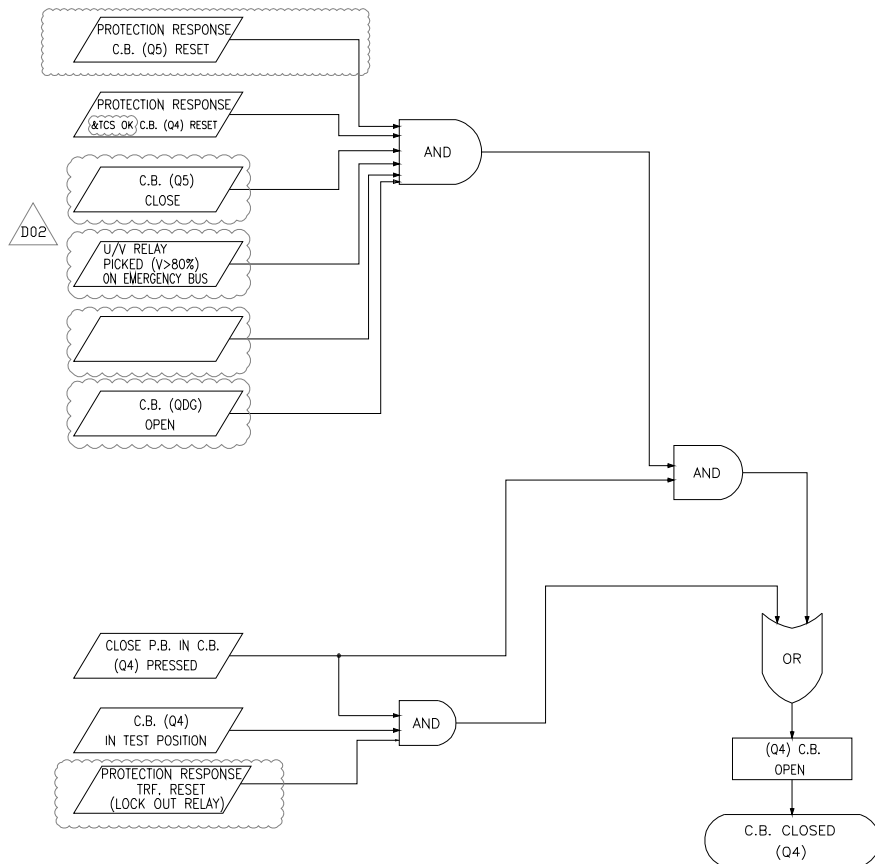 PROTECTION RESPONSE
C.B. (Q5) RESET
PROTECTION RESPONSE
&TCS OK C.B. (Q4) RESET
C.B. (Q5)
CLOSE
D02
U/V RELAY
PICKED (V>80%)
ON EMERGENCY BUS
C.B. (QDG)
OPEN
AND
AND
CLOSE P.B. IN C.B.
(Q4) PRESSED
C.B. (Q4)
IN TEST POSITION
PROTECTION RESPONSE
TRF. RESET
(LOCK OUT RELAY)
AND
OR
(Q4) C.B.
OPEN
C.B. CLOSED
(Q4)